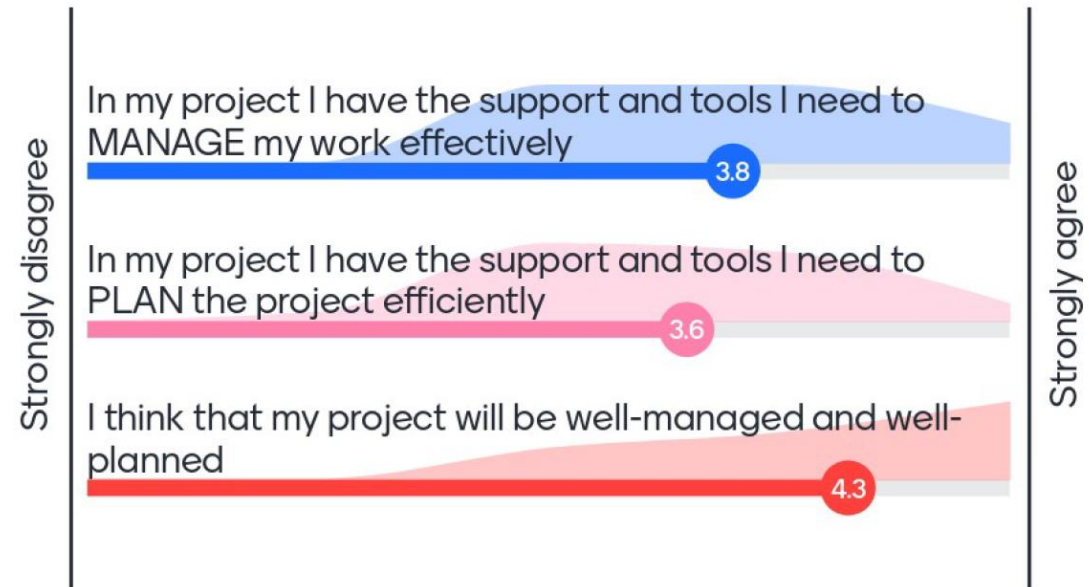 Strongly disagree
In my project I have the support and tools I need to
MANAGE my work effectively
3.8
In my project I have the support and tools I need to
PLAN the project efficiently
3.6
I think that my project will be well-managed and well-
planned
4.3
Strongly agree